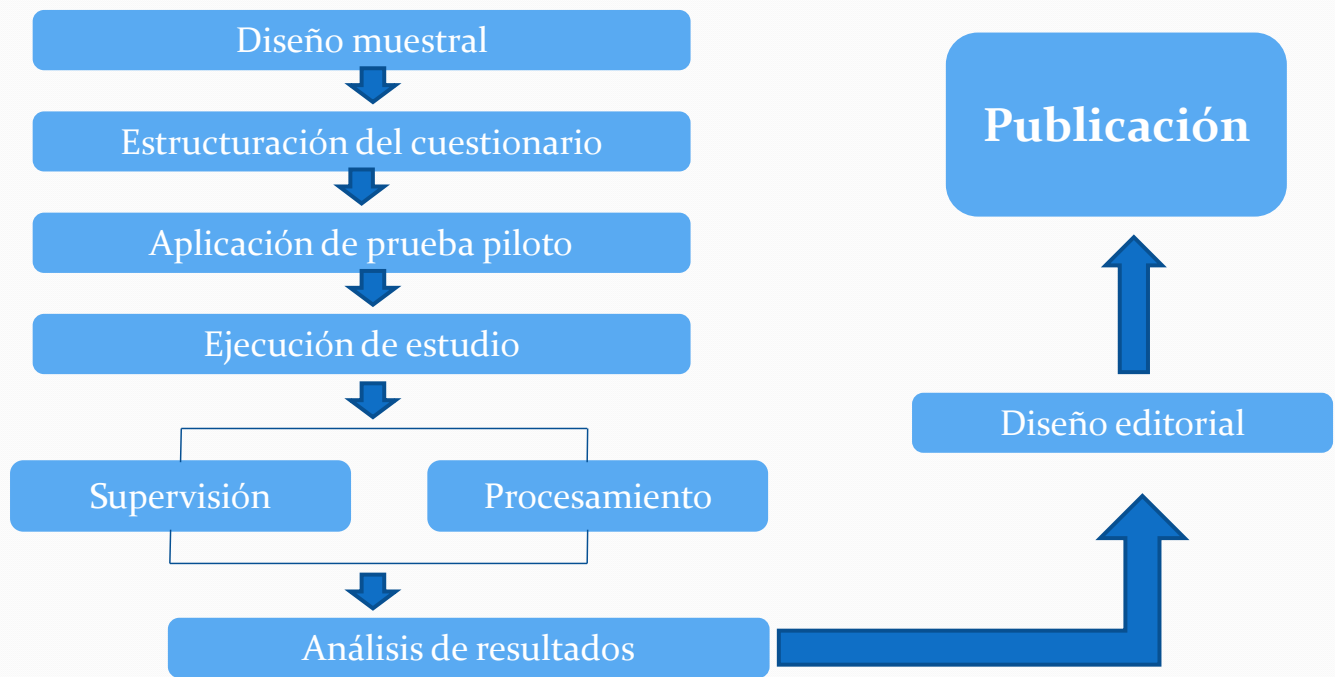 Diseño muestral
Estructuración del cuestionario
Aplicación de prueba piloto
Ejecución de estudio
Supervisión
Procesamiento
Análisis de resultados
Diseño editorial
Publicación